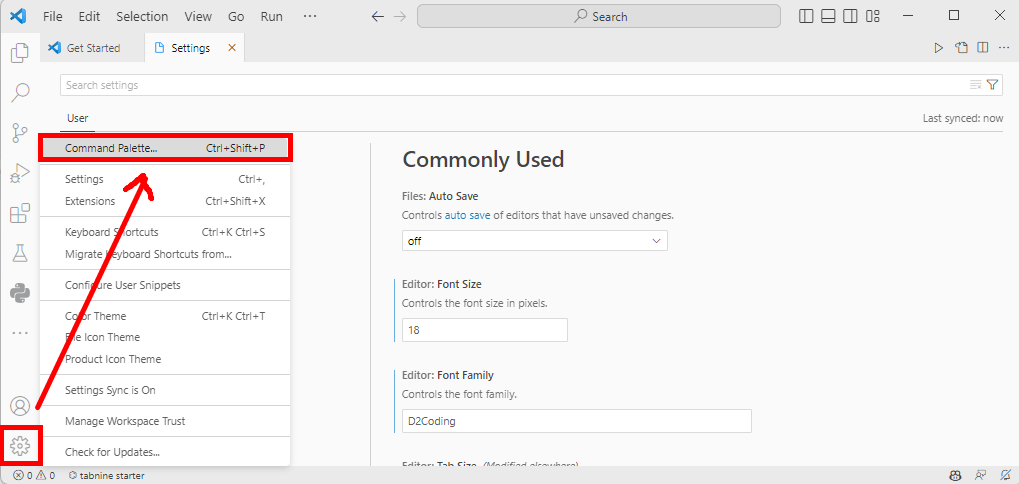 File Edit Selection View Go Run ··· Search
Get Started Settings
Search settings
User Last synced: now
Command Palette... Ctrl+Shift+P
Settings Ctrl+,
Extensions Ctrl+Shift+X
Keyboard Shortcuts Ctrl+K Ctrl+S
Migrate Keyboard Shortcuts from...
Configure User Snippets
Color Theme Ctrl+K Ctrl+T
File Icon Theme
Product Icon Theme
Settings Sync is On
Manage Workspace Trust
Check for Updates...
Commonly Used
Files: Auto Save
Controls auto save of editors that have unsaved changes.
off
Editor: Font Size
Controls the font size in pixels.
18
Editor: Font Family
Controls the font family.
D2Coding
Editor: Tab Size (Modified elsewhere)
0 0 tabnine starter